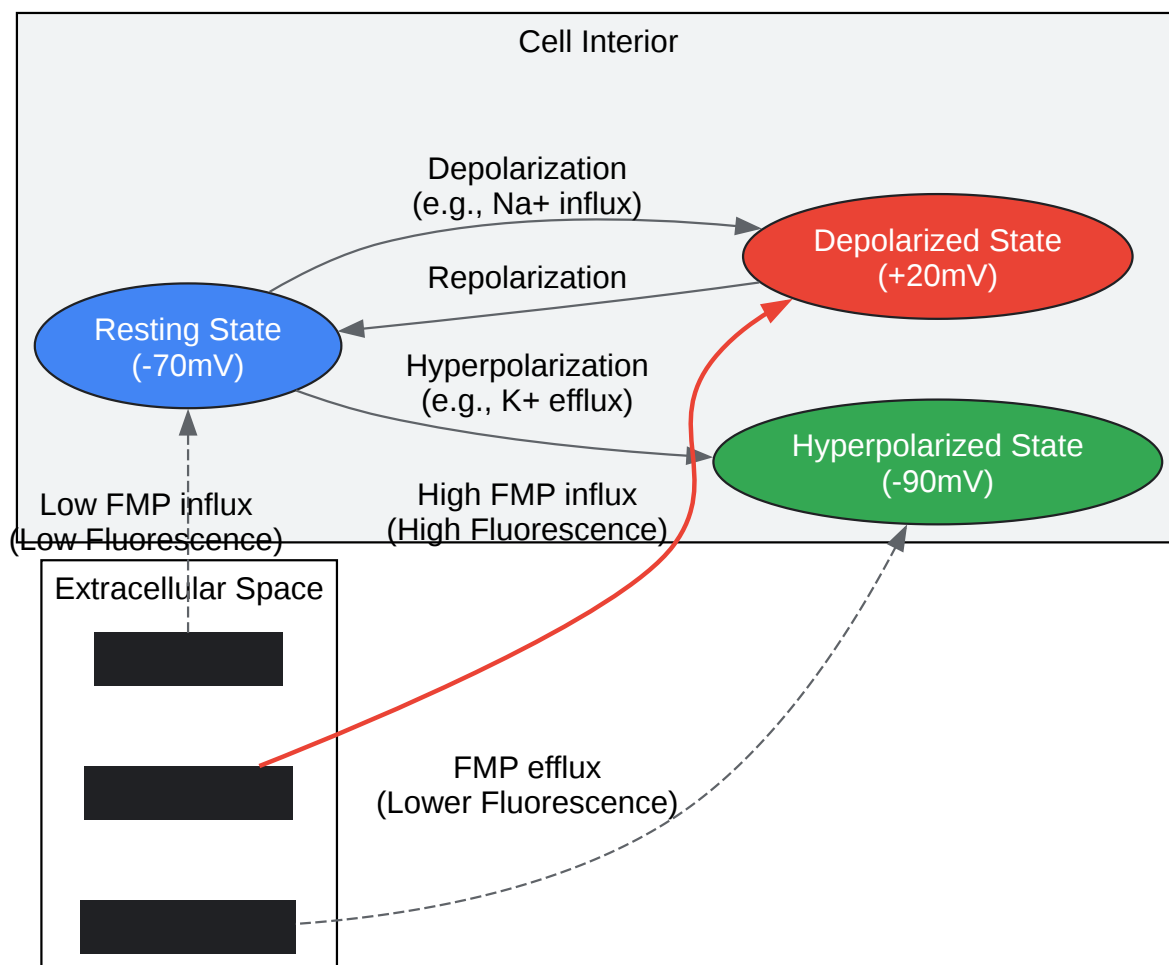 Cell Interior
Depolarization
(e.g., Na+ influx)
Depolarized State
(+20mV)
Repolarization
Resting State
(-70mV)
Hyperpolarization
(e.g., K+ efflux)
Hyperpolarized State
(-90mV)
Low FMP influx
(Low Fluorescence)
High FMP influx
(High Fluorescence)
Extracellular Space
FMP efflux
(Lower Fluorescence)